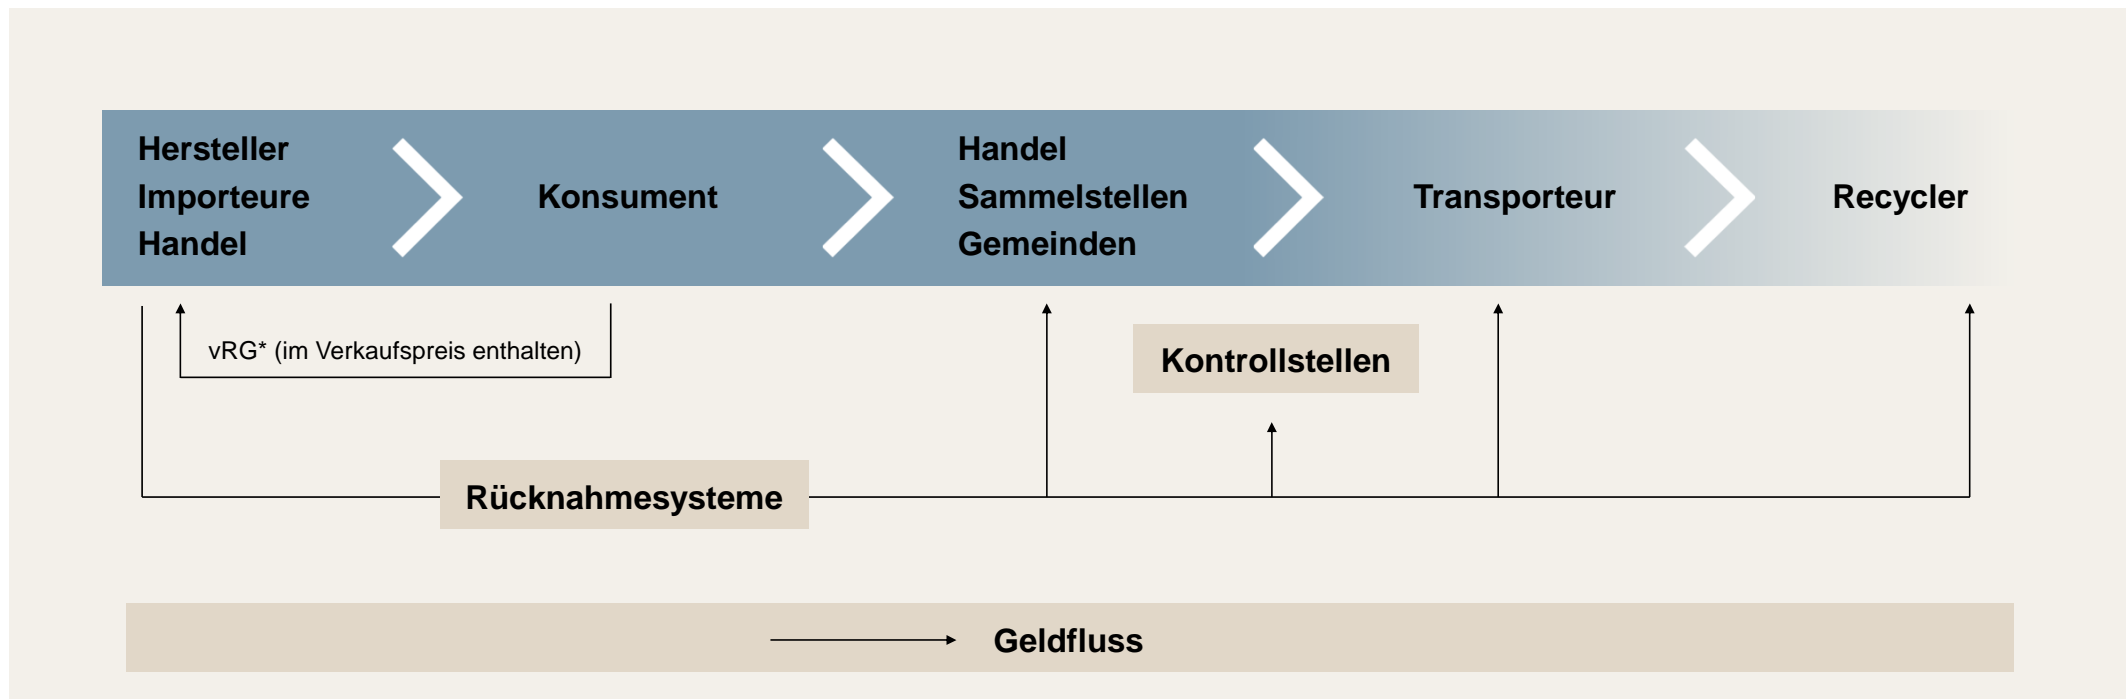 Hersteller
Importeure
Handel
Konsument
Handel
Sammelstellen
Gemeinden
Transporteur
Recycler
vRG* (im Verkaufspreis enthalten)
Kontrollstellen
Rücknahmesysteme
Geldfluss